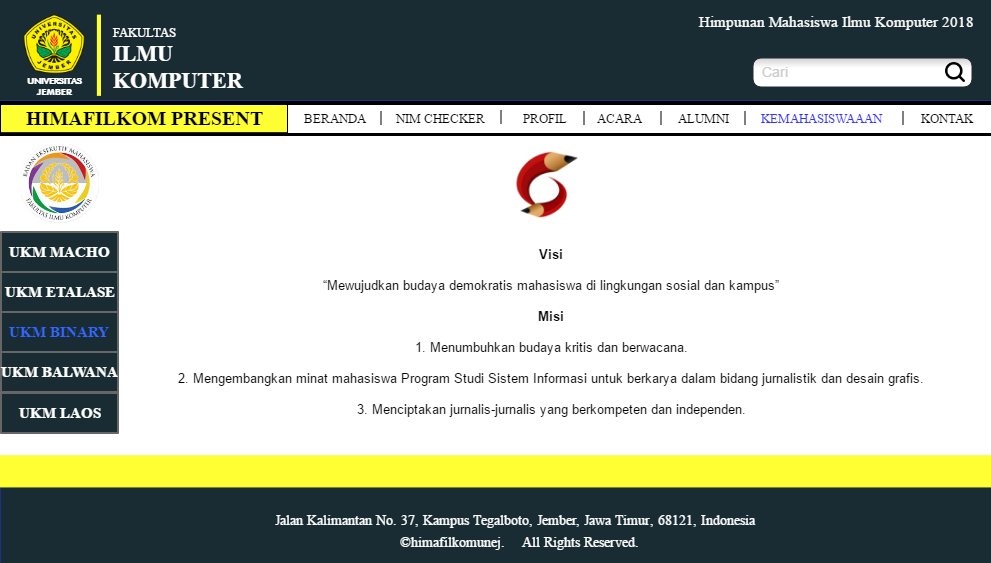 UNIVERSITAS
JEMBER
UNIVERSITAS
JEMBER
FAKULTAS
ILMU
KOMPUTER
Himpunan Mahasiswa Ilmu Komputer 2018
Cari
HIMAFILKOM PRESENT
BERANDA | NIM CHECKER | PROFIL | ACARA | ALUMNI | KEMAHASISWAAAN | KONTAK
BADAN EKSEKUTIF MAHASISWA
FAKULTAS ILMU KOMPUTER
UKM MACHO
UKM ETALASE
UKM BINARY
UKM BALWANA
UKM LAOS
Visi
“Mewujudkan budaya demokratis mahasiswa di lingkungan sosial dan kampus”
Misi
1. Menumbuhkan budaya kritis dan berwacana.
2. Mengembangkan minat mahasiswa Program Studi Sistem Informasi untuk berkarya dalam bidang jurnalistik dan desain grafis.
3. Menciptakan jurnalis-jurnalis yang berkompeten dan independen.
Jalan Kalimantan No. 37, Kampus Tegalboto, Jember, Jawa Timur, 68121, Indonesia
©himafilkomunej. All Rights Reserved.